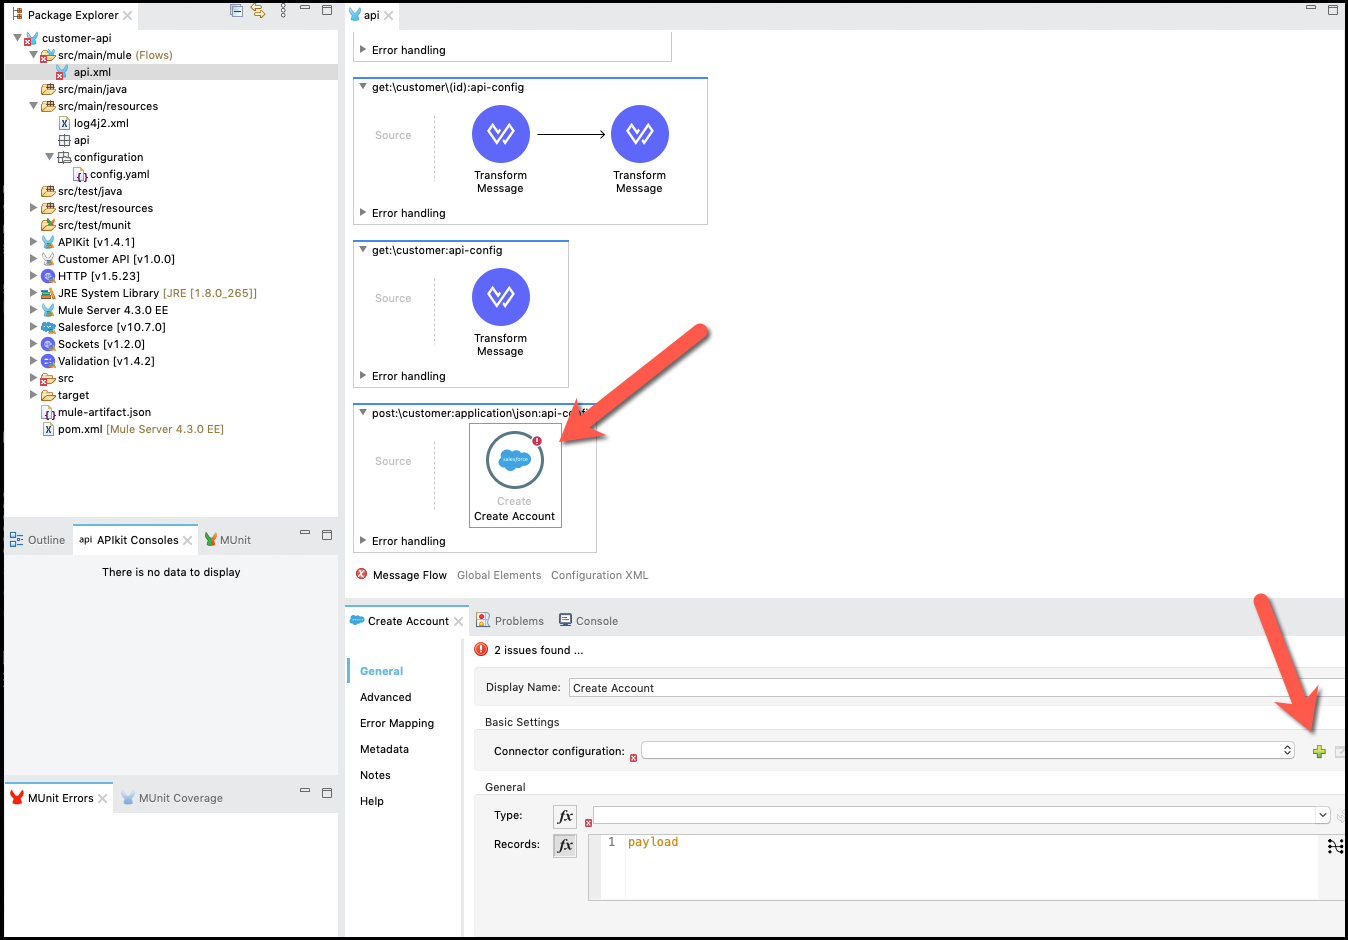 Package Explorer
customer-api
src/main/mule (Flows)
api.xml
src/main/java
src/main/resources
log4j2.xml
api
configuration
config.yaml
src/test/java
src/test/resources
src/test/munit
APIKit [v1.4.1]
Customer API [v1.0.0]
HTTP [v1.5.23]
JRE System Library [JRE [1.8.0_265]]
Mule Server 4.3.0 EE
Salesforce [v10.7.0]
Sockets [v1.2.0]
Validation [v1.4.2]
src
target
mule-artifact.json
pom.xml [Mule Server 4.3.0 EE]
Outline
api APIkit Consoles
MUnit
There is no data to display
MUnit Errors
MUnit Coverage
api
Error handling
get:\customer\(id):api-config
Source
Transform
Message
Transform
Message
Error handling
get:\customer:api-config
Source
Transform
Message
Error handling
post:\customer:application\json:api-config
Source
salesforce
Create
Create Account
Error handling
Message Flow
Global Elements
Configuration XML
Create Account
Problems
Console
General
Advanced
Error Mapping
Metadata
Notes
Help
2 issues found ...
Display Name: Create Account
Basic Settings
Connector configuration:
General
Type: fx
Records: fx
1 payload